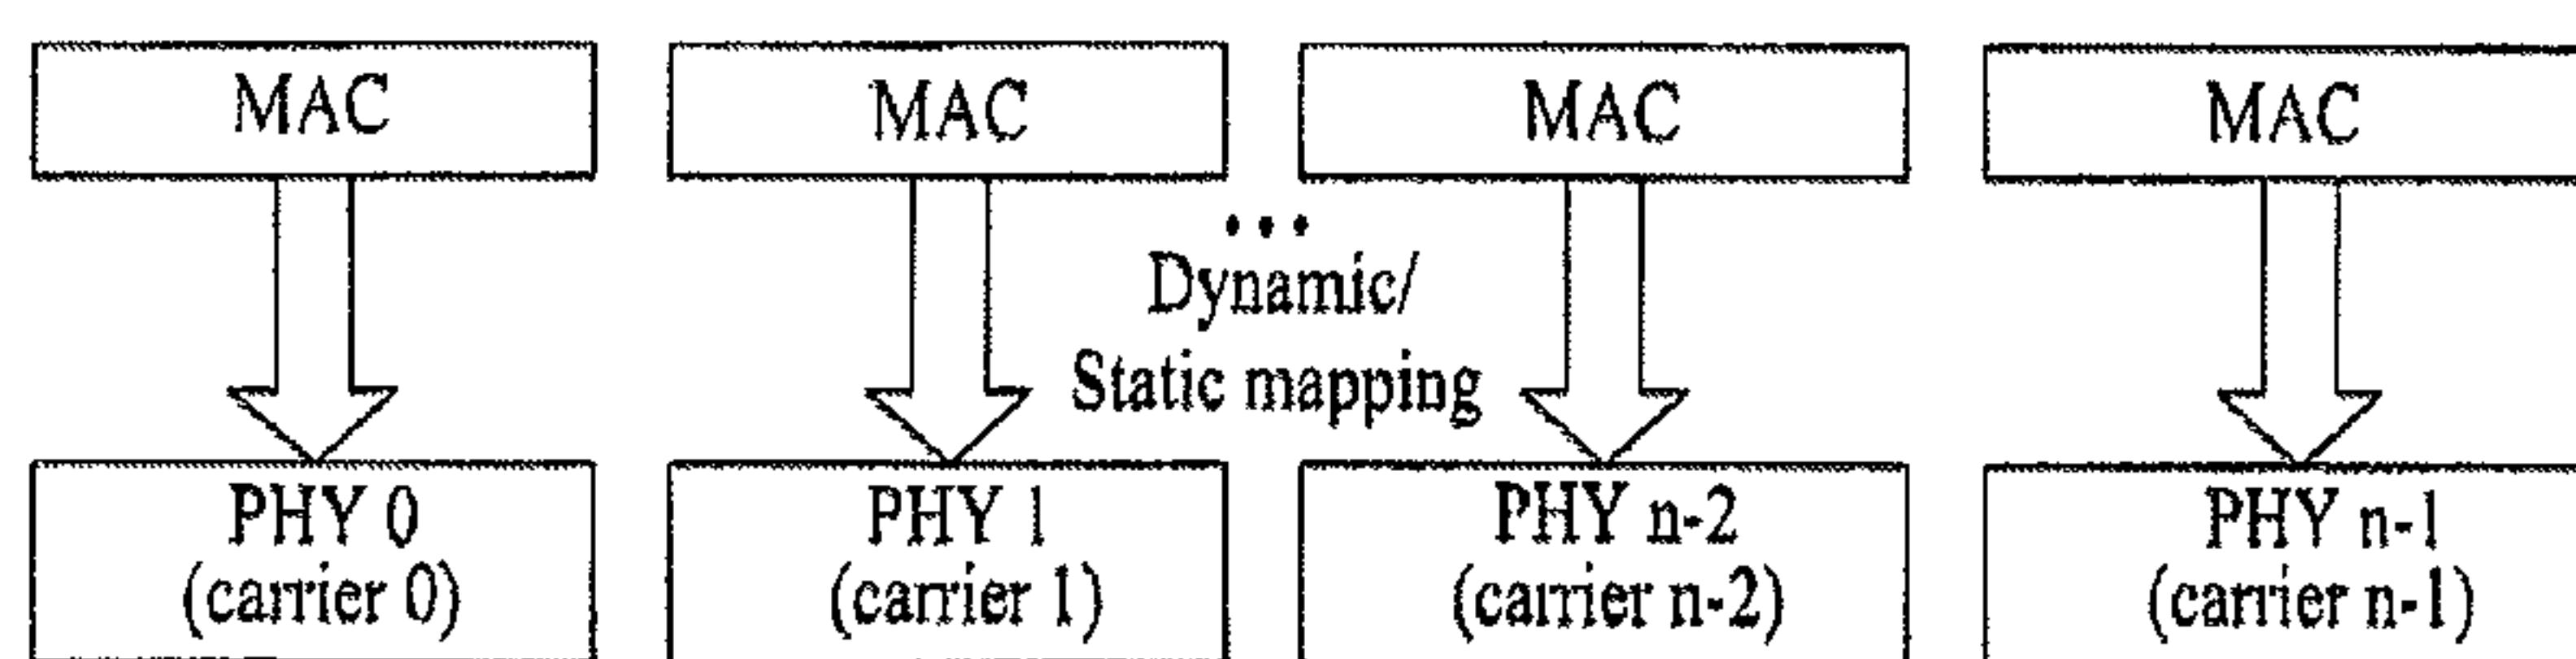 MAC
MAC
MAC
MAC
•••
Dynamic/
Static mapping
PHY 0
(carrier 0)
PHY 1
(carrier 1)
PHY n-2
(carrier n-2)
PHY n-1
(carrier n-1)